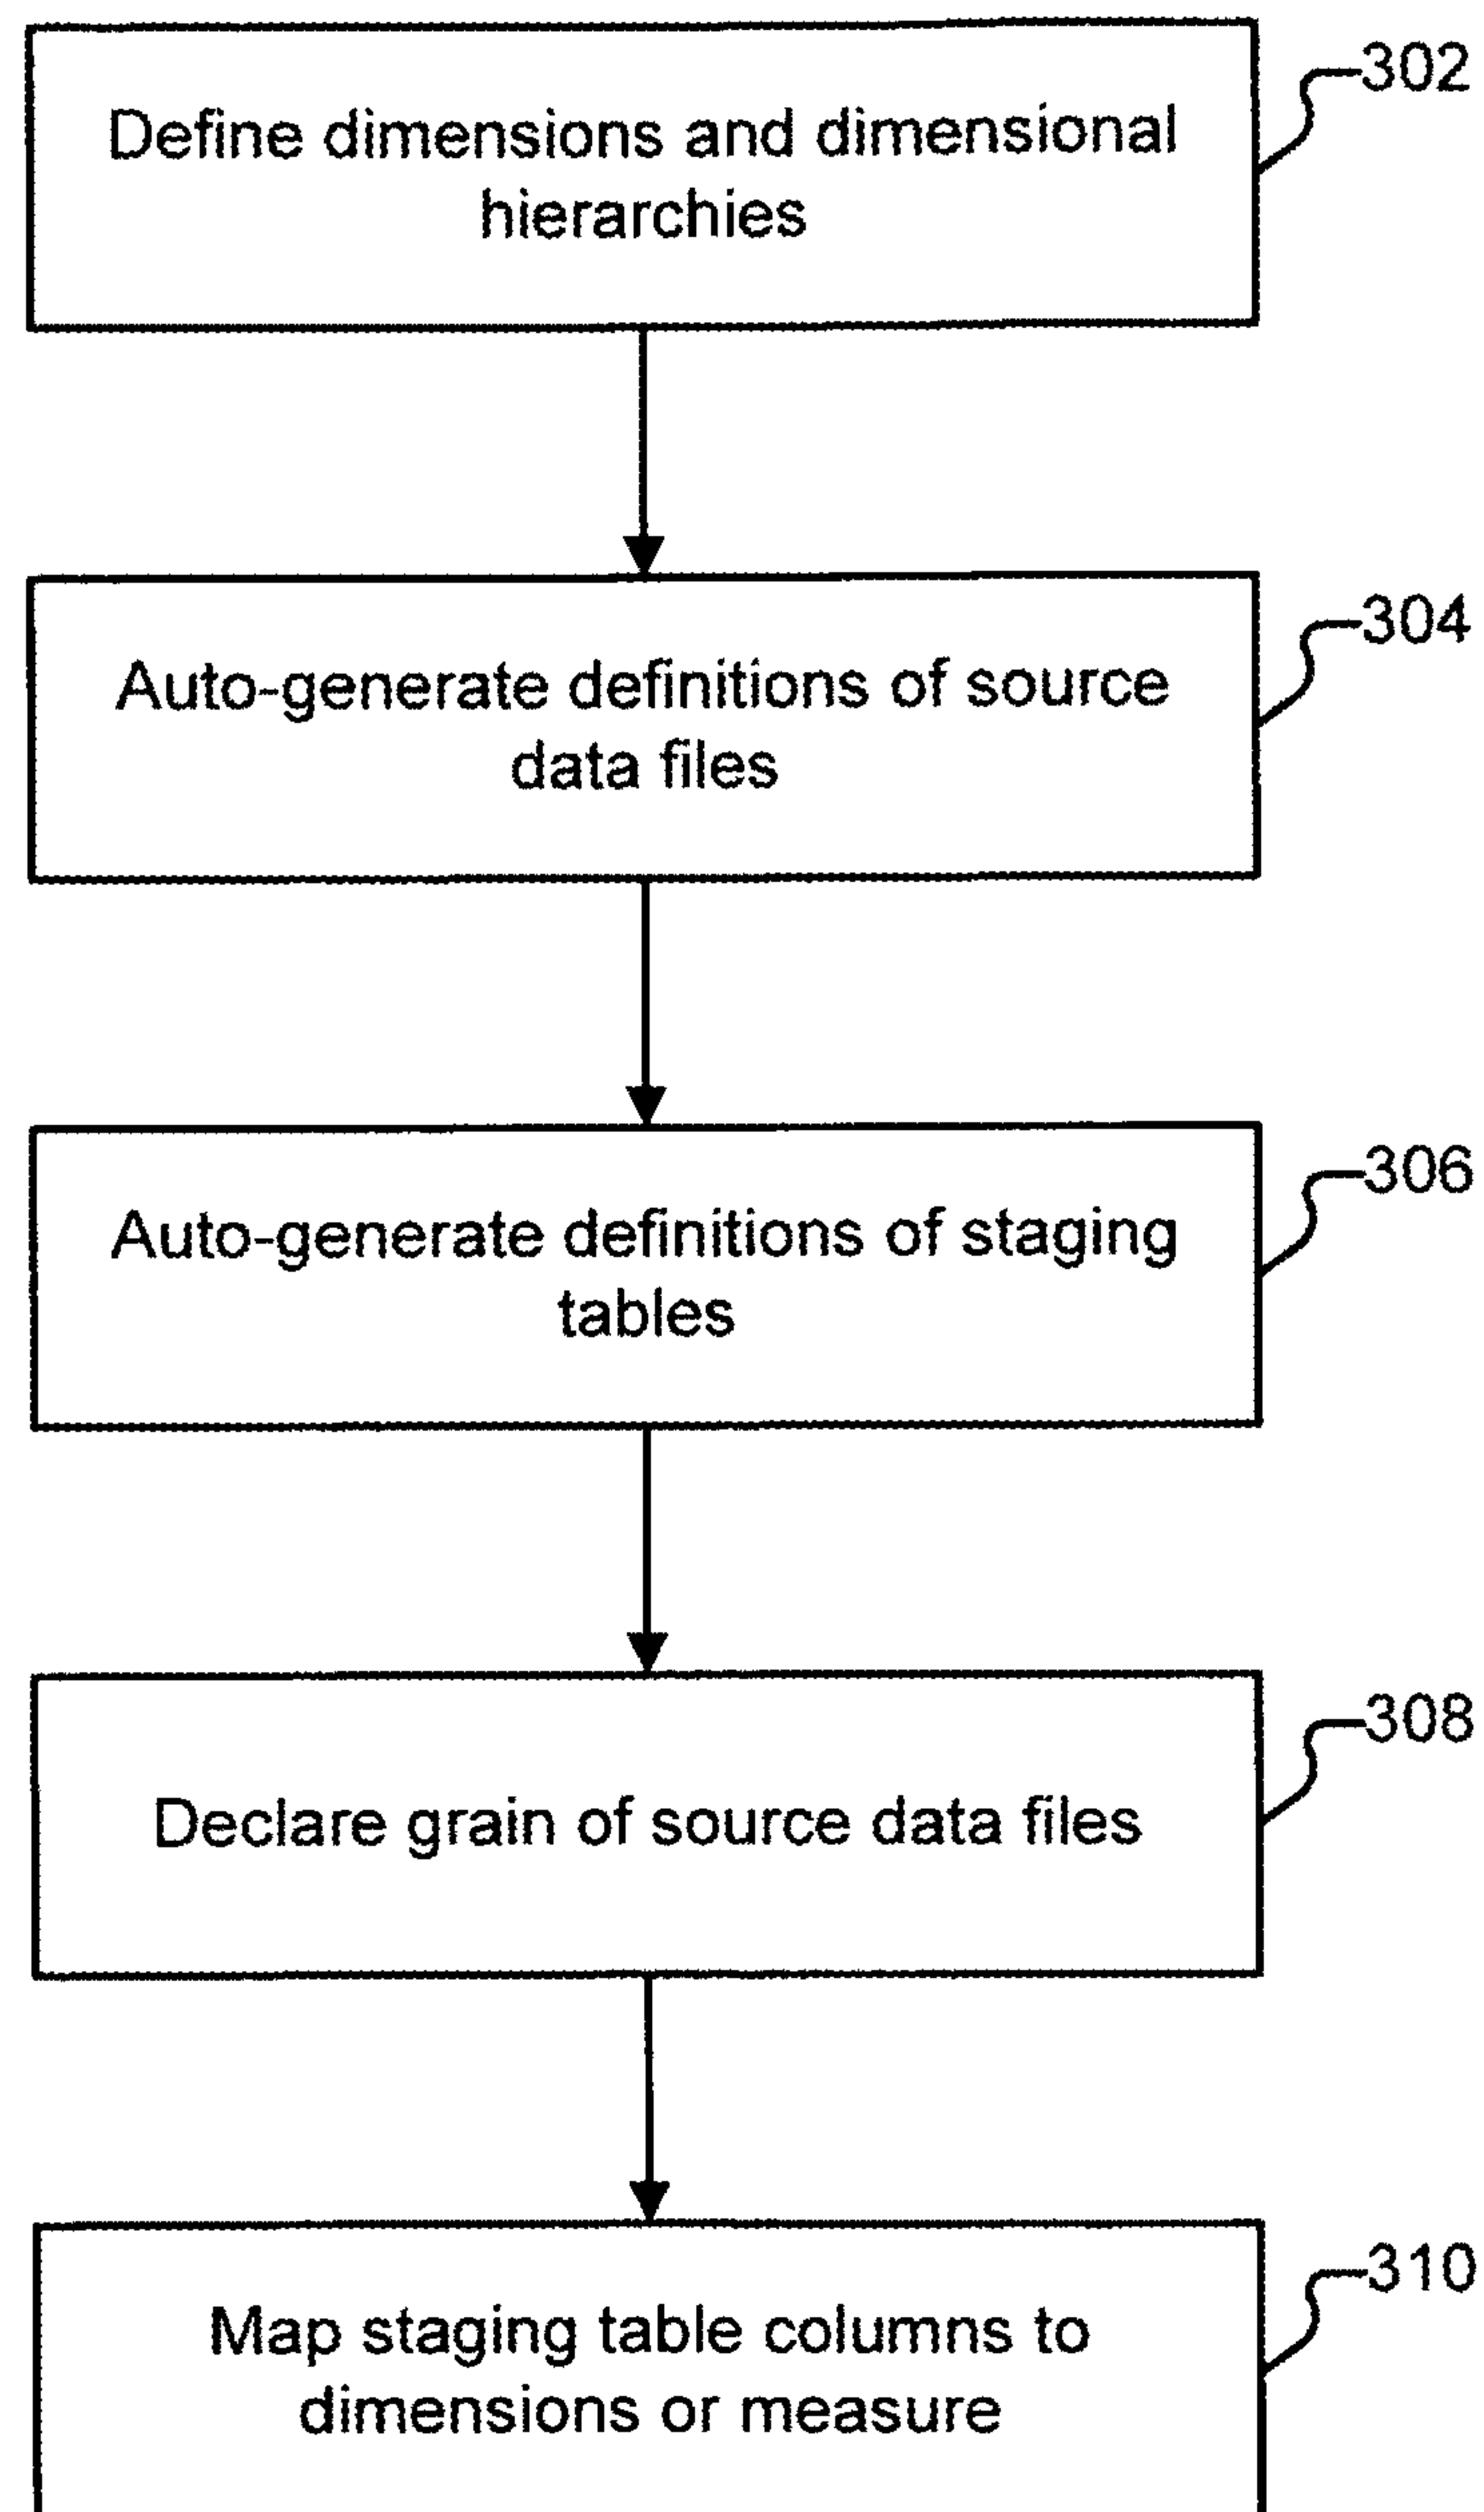 302
Define dimensions and dimensional
hierarchies
304
Auto-generate definitions of source
data files
306
Auto-generate definitions of staging
tables
308
Declare grain of source data files
310
Map staging table columns to
dimensions or measure